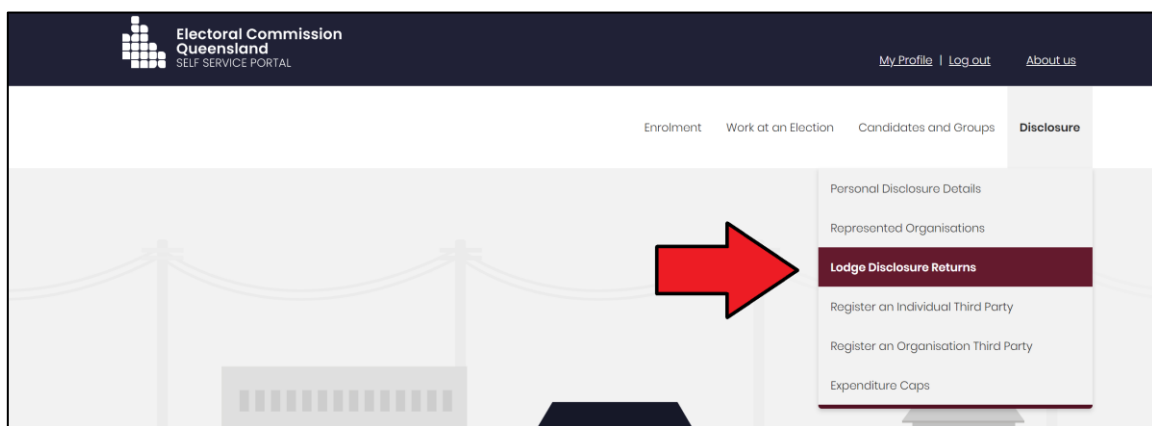 Electoral Commission
Queensland
SELF SERVICE PORTAL
My Profile | Log out About us
Enrolment Work at an Election Candidates and Groups Disclosure
Personal Disclosure Details
Represented Organisations
Lodge Disclosure Returns
Register an Individual Third Party
Register an Organisation Third Party
Expenditure Caps